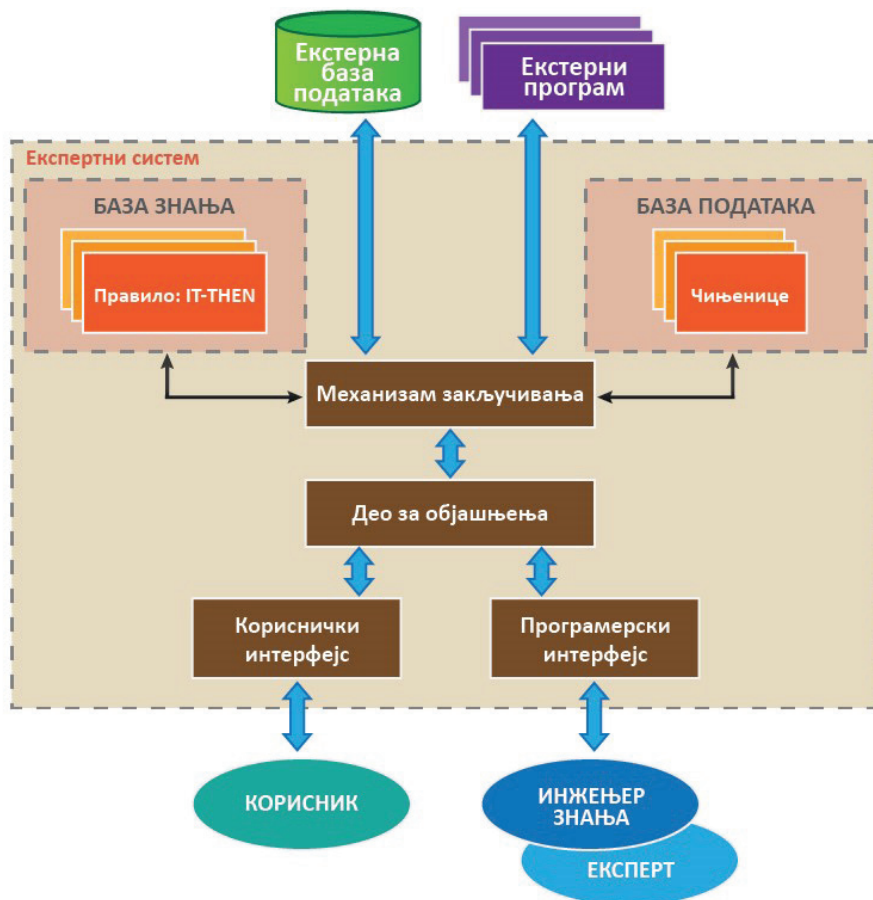 Екстерна
база
података
Екстерни
програм
Експертни систем
БАЗА ЗНАЊА
Правило: IT-THEN
БАЗА ПОДАТАКА
Чињенице
Механизам закључивања
Део за објашњења
Кориснички
интерфејс
Програмерски
интерфејс
КОРИСНИК
ИНЖЕЊЕР
ЗНАЊА
ЕКСПЕРТ